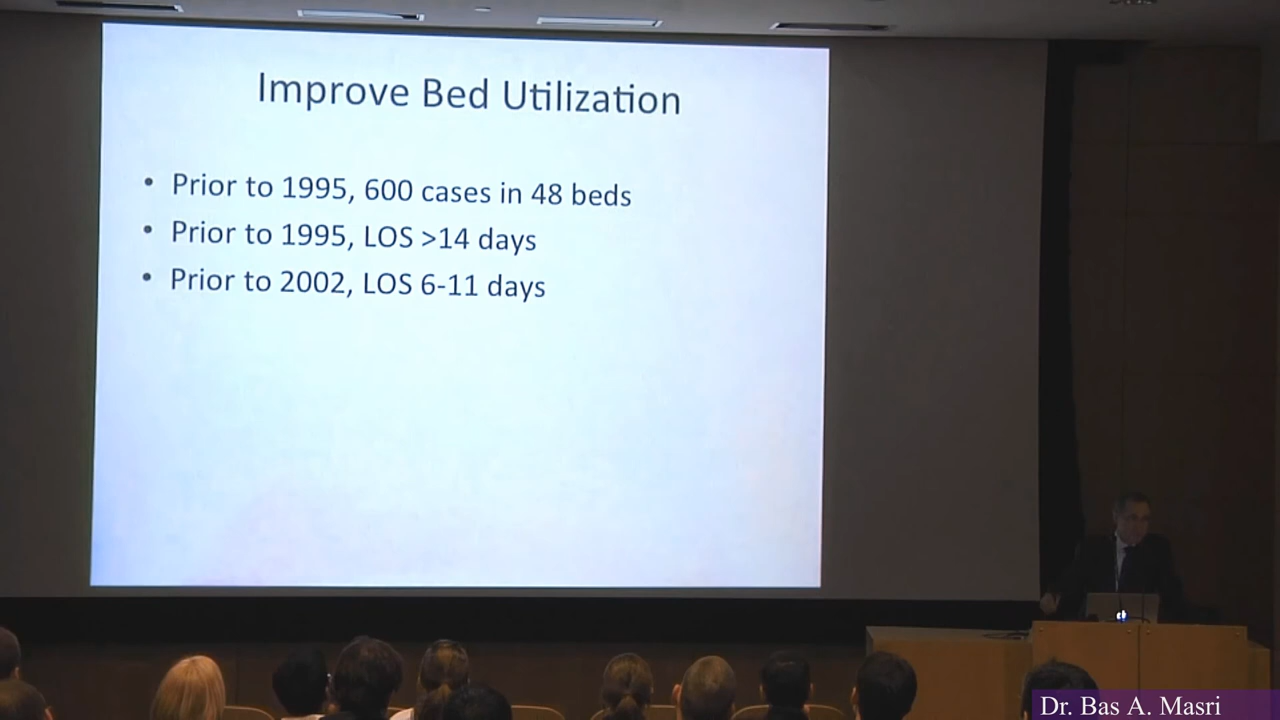 Improve Bed Utilization
• Prior to 1995, 600 cases in 48 beds
• Prior to 1995, LOS >14 days
• Prior to 2002, LOS 6-11 days
Dr. Bas A. Masri